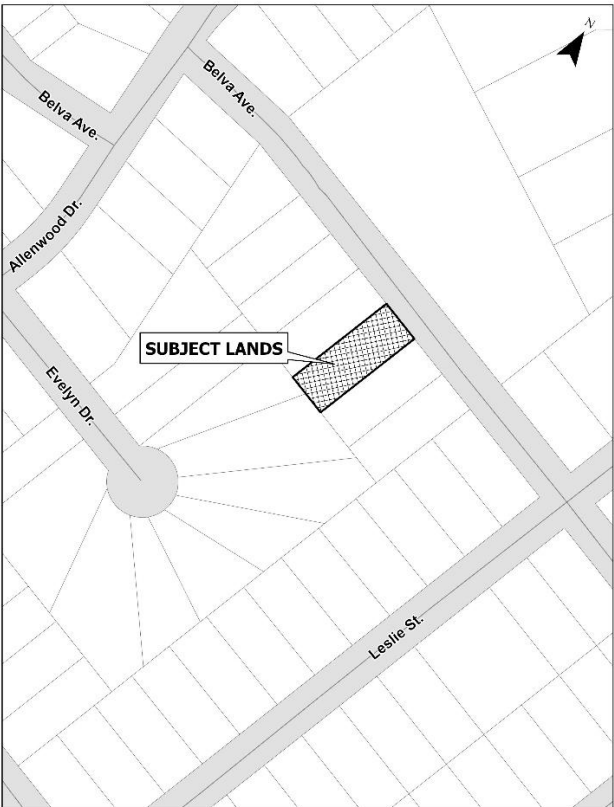 N
Belva Ave.
Belva Ave.
Allenwood Dr.
SUBJECT LANDS
Evelyn Dr.
Leslie St.